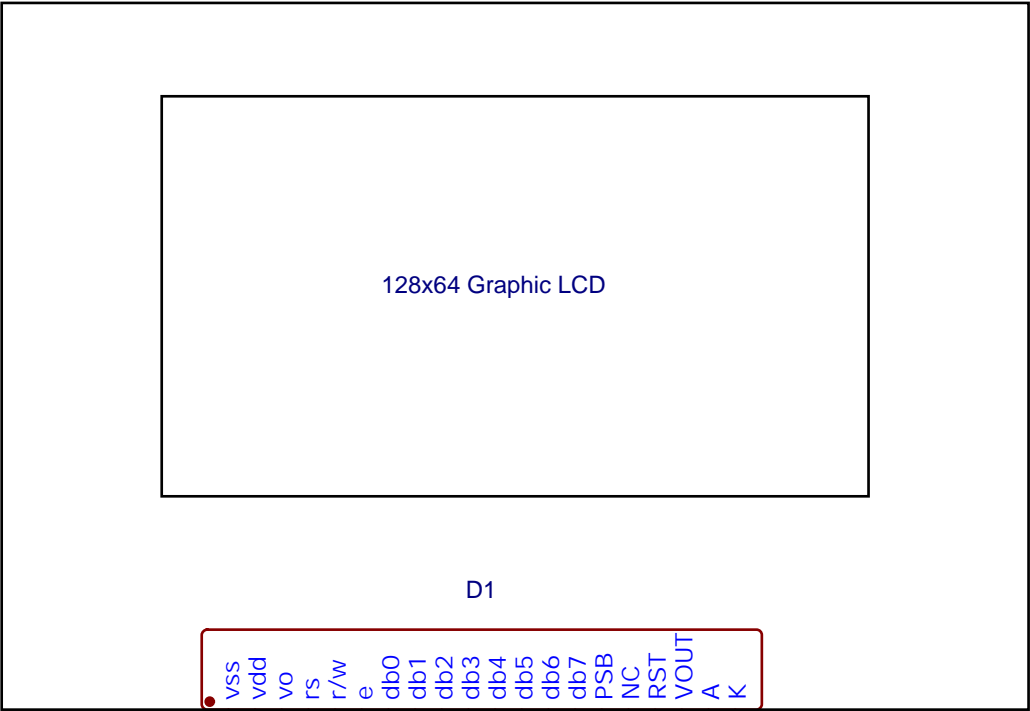 128x64 Graphic LCD
D1
vss
vdd
vo
rs
r/w
e
db0
db1
db2
db3
db4
db5
db6
db7
PSB
NC
RST
VOUT
A
K